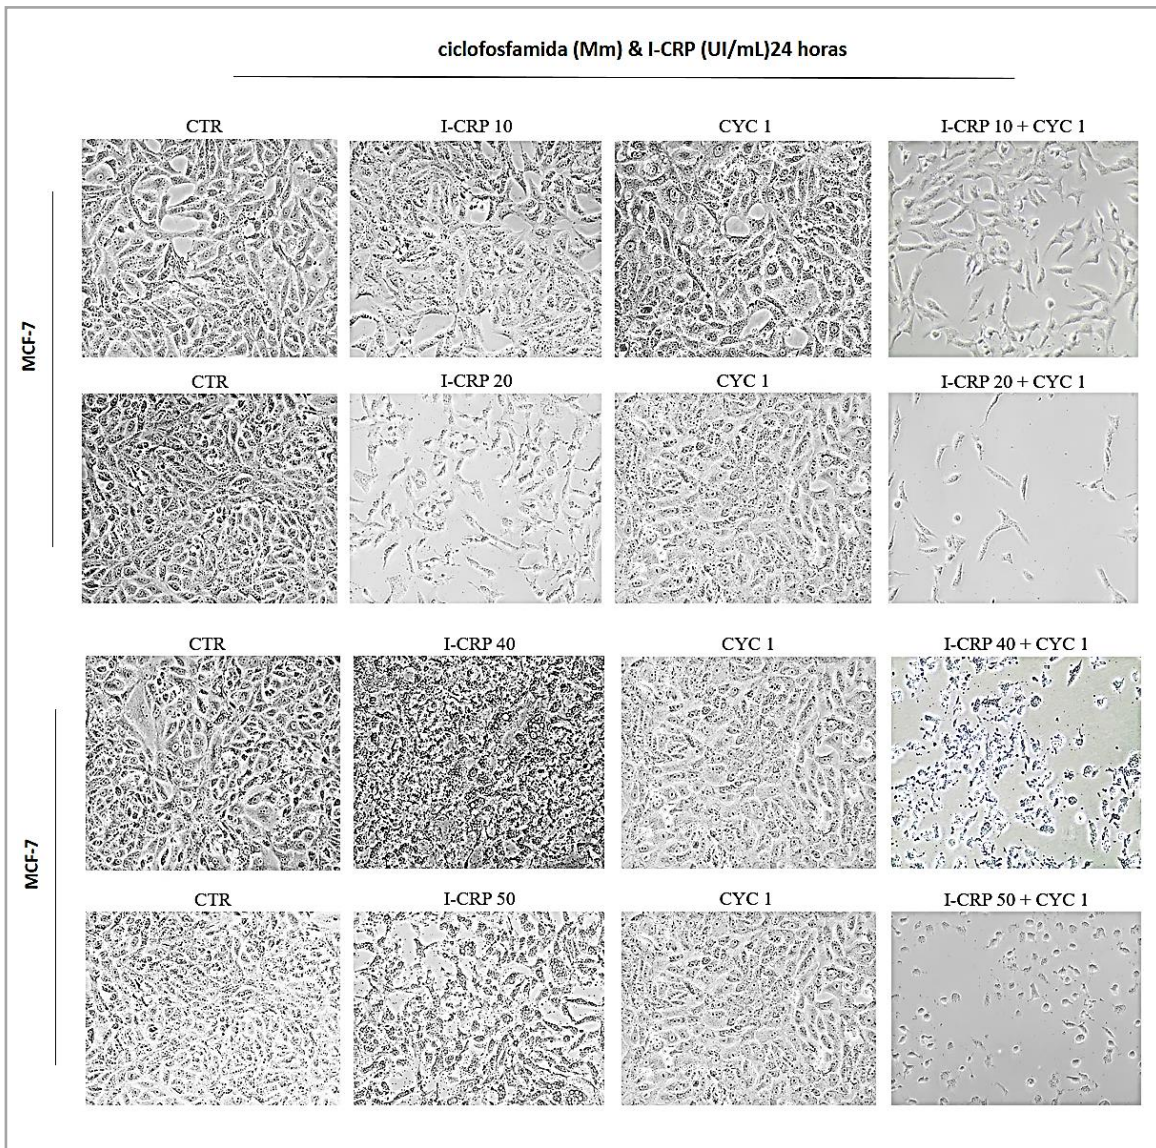 ciclofosfamida (Mm) & I-CRP (UI/mL)24 horas
CTR
I-CRP 10
CYC 1
I-CRP 10 + CYC 1
MCF-7
CTR
I-CRP 20
CYC 1
I-CRP 20 + CYC 1
CTR
I-CRP 40
CYC 1
I-CRP 40 + CYC 1
MCF-7
CTR
I-CRP 50
CYC 1
I-CRP 50 + CYC 1